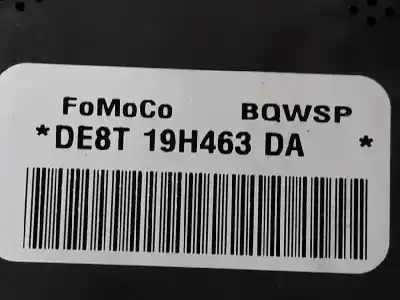 FoMoCo BQWSP
*DE8T 19H463 DA *